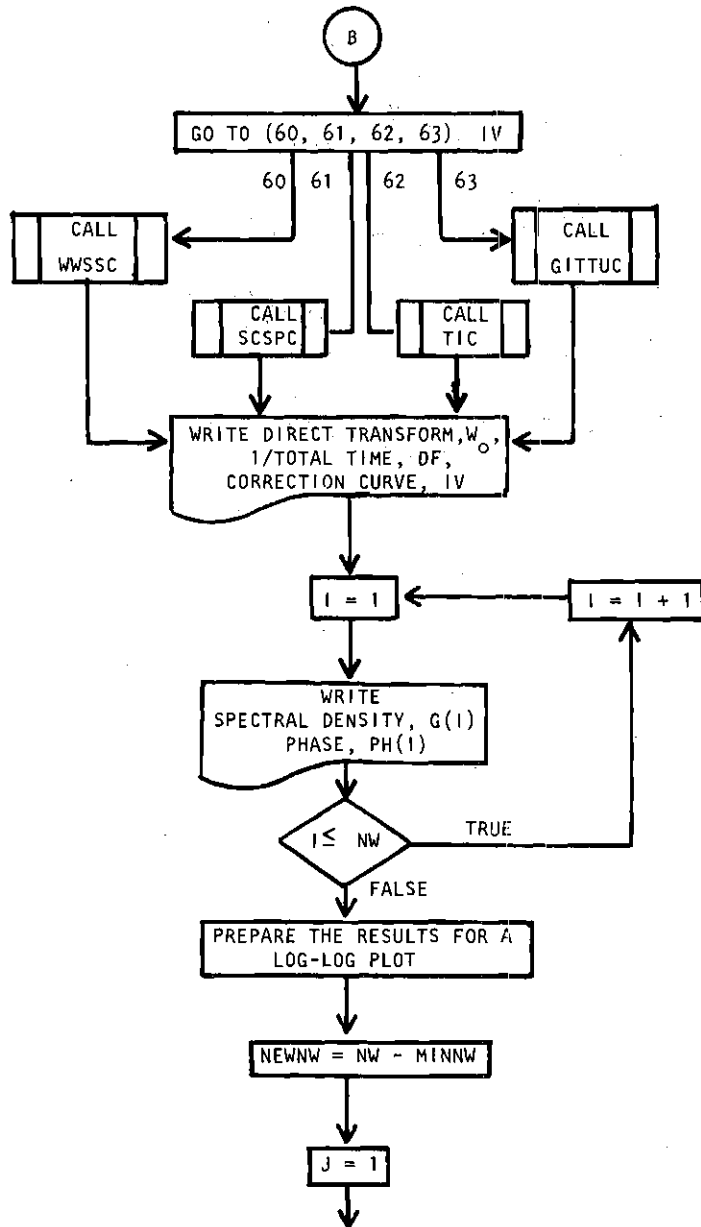 B
GO TO (60, 61, 62, 63) IV
60 61 62 63
CALL
WWSSC
CALL
GITTUC
CALL
SCSPC
CALL
TIC
WRITE DIRECT TRANSFORM, WO,
1/TOTAL TIME, DF,
CORRECTION CURVE, IV
I = 1
I = I + 1
WRITE
SPECTRAL DENSITY, G(I)
PHASE, PH(I)
I ≤ NW
TRUE
FALSE
PREPARE THE RESULTS FOR A
LOG-LOG PLOT
NEWNW = NW - MINNW
J = 1